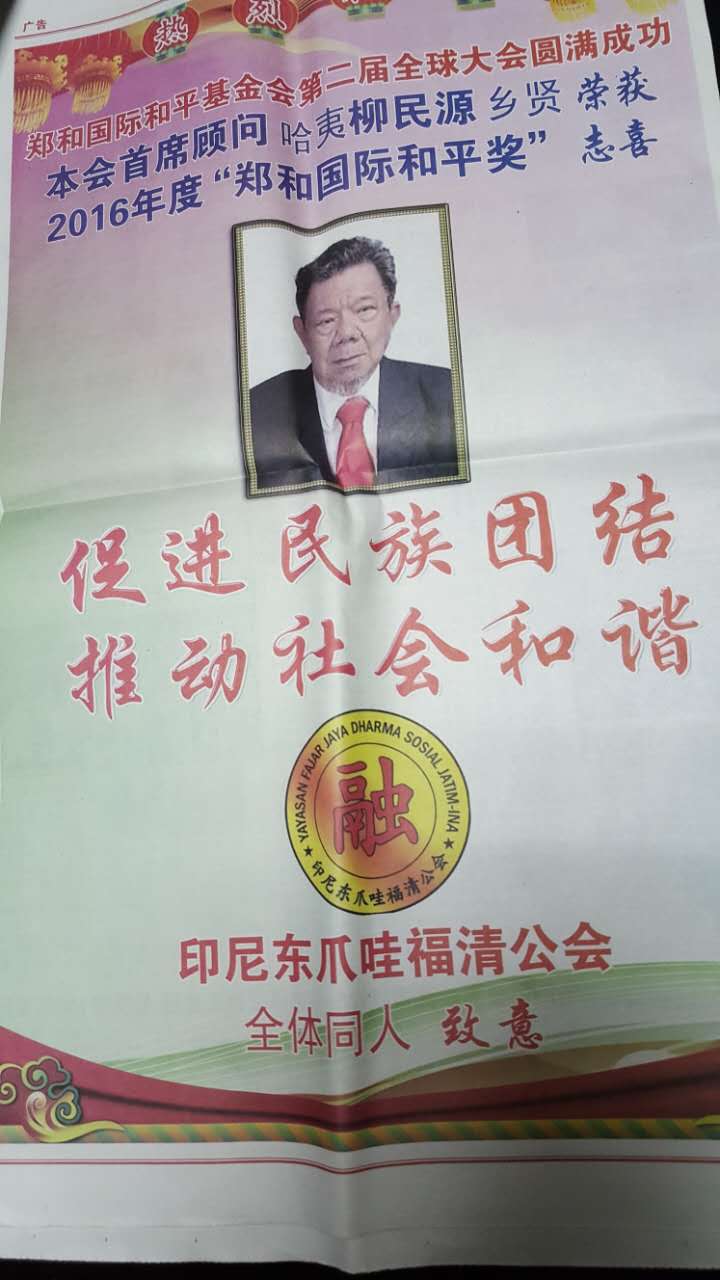 广告
热烈
郑和国际和平基金会第二届全球大会圆满成功
本会首席顾问 哈夷柳民源 乡贤 荣获
2016年度“郑和国际和平奖” 志喜
促进民族团结
推动社会和谐
YAYASAN FAJAR JAYA DHARMA SOSIAL JATIM-INA
融
★印尼东爪哇福清公会★
印尼东爪哇福清公会
全体同人 致意